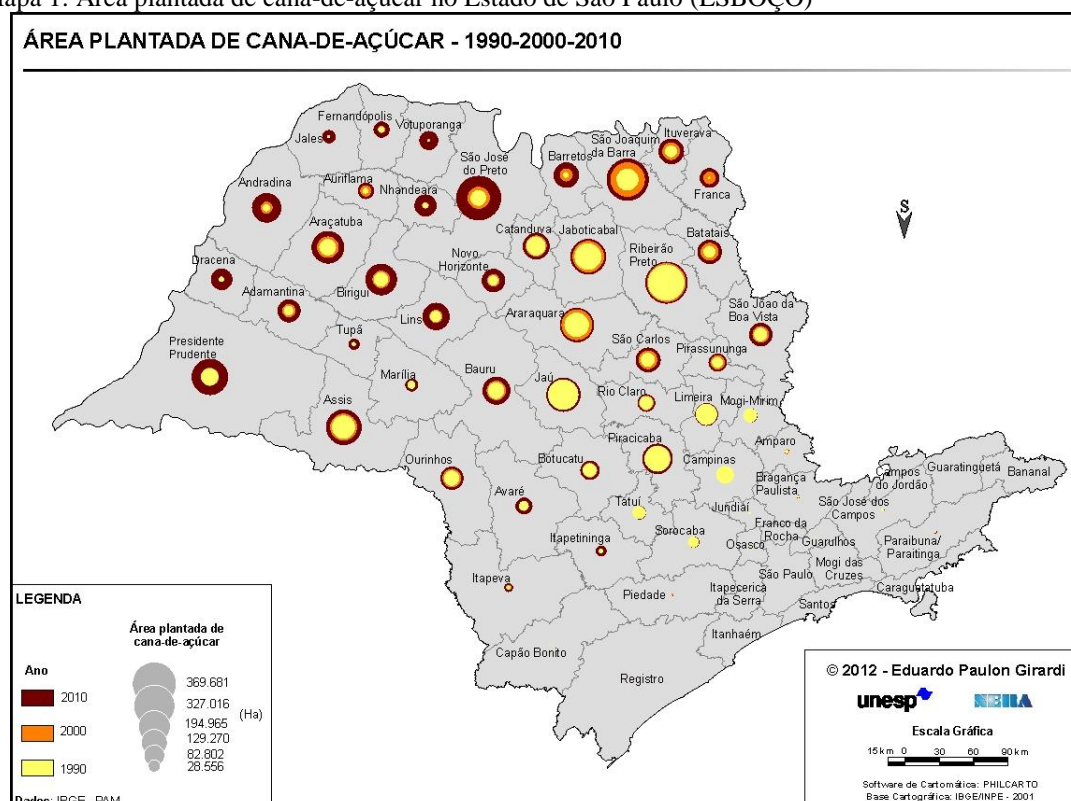 apa 1: Área plantada de cana-de-açúcar no Estado de São Paulo (ESBOÇO)
ÁREA PLANTADA DE CANA-DE-AÇÚCAR - 1990-2000-2010
Fernandópolis
Jales
Votuporanga
São José
do Preto
Barretos
São Joaquim
da Barra
Ituverava
Franca
Andradina
Auriflama
Nhandeara
Araçatuba
Catanduva
Jaboticabal
Ribeirão
Preto
Batatais
Dracena
Adamantina
Birigui
Novo
Horizonte
Lins
Araraquara
São João da
Boa Vista
Tupã
São Carlos
Pirassununga
Presidente
Prudente
Marília
Bauru
Jaú
Rio Claro
Limeira
Mogi-Mirim
Assis
Piracicaba
Amparo
Ourinhos
Botucatu
Campinas
Bragança
Paulista
Campos
do Jordão
Guaratinguetá
Bananal
Avaré
Tatuí
Jundiaí
São José dos
Campos
Sorocaba
Franco da
Rocha
Osasco
Guarulhos
Paraibuna/
Paraitinga
Itapetininga
Mogi das
Cruzes
São Paulo
Itapeva
Piedade
Itapecerica
da Serra
Caraguatatuba
Santos
Itanhaém
Capão Bonito
Registro
S
LEGENDA
Área plantada de
cana-de-açúcar
Ano
2010
2000
1990
369.681
327.016
194.965
129.270
82.802
28.556
(Ha)
Dados: IBGE - PAM
© 2012 - Eduardo Paulon Girardi
unesp
NERA
Escala Gráfica
15 km 0 30 60 90 km
Software de Cartomática: PHILCARTO
Base Cartográfica: IBGE/INPE - 2001